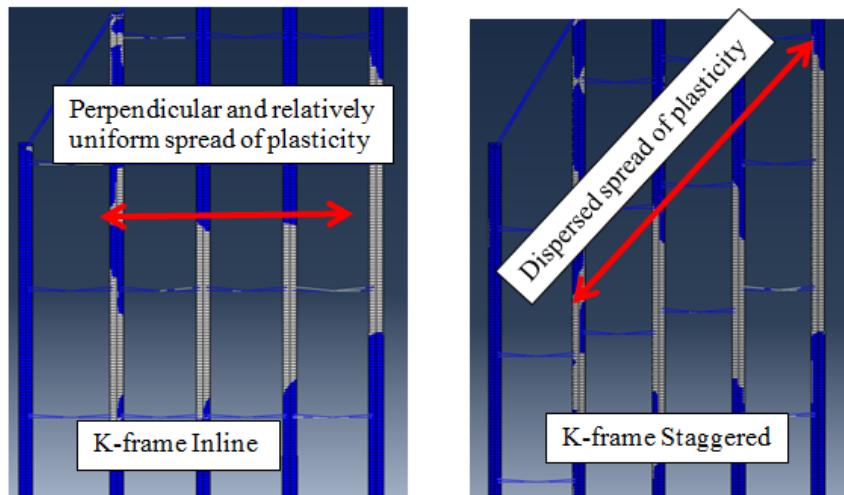 Perpendicular and relatively
uniform spread of plasticity
K-frame Inline
Dispersed spread of plasticity
K-frame Staggered